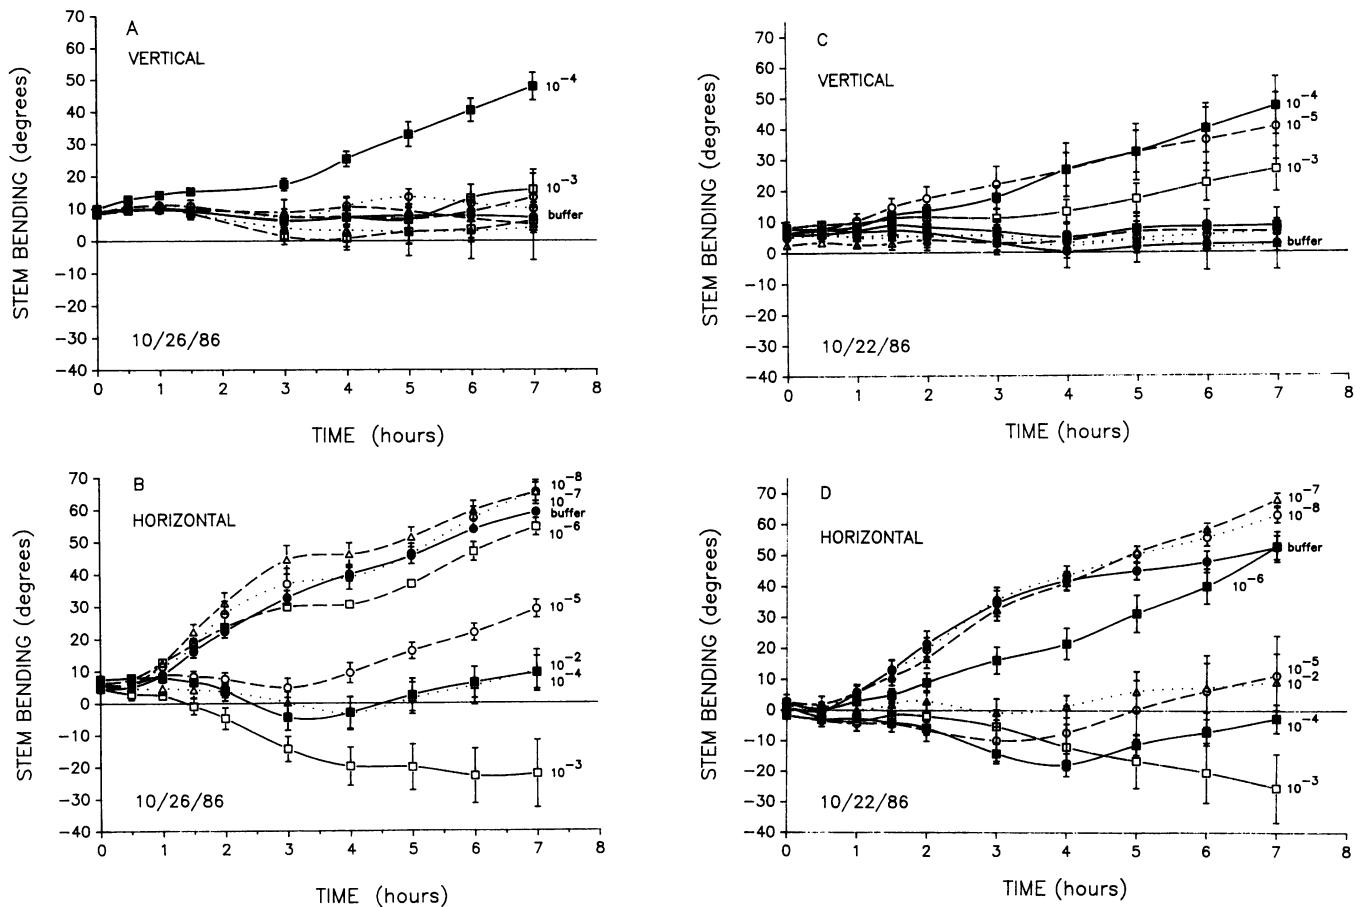 A
VERTICAL
STEM BENDING (degrees)
70
60
50
40
30
20
10
0
−10
−20
−30
−40
10⁻⁴
10⁻³
buffer
10/26/86
0 1 2 3 4 5 6 7 8
TIME (hours)
C
VERTICAL
STEM BENDING (degrees)
70
60
50
40
30
20
10
0
−10
−20
−30
−40
10⁻⁴
10⁻⁵
10⁻³
buffer
10/22/86
0 1 2 3 4 5 6 7 8
TIME (hours)
B
HORIZONTAL
STEM BENDING (degrees)
70
60
50
40
30
20
10
0
−10
−20
−30
−40
10⁻⁸
10⁻⁷
buffer
10⁻⁶
10⁻⁵
10⁻²
10⁻⁴
10⁻³
10/26/86
0 1 2 3 4 5 6 7 8
TIME (hours)
D
HORIZONTAL
STEM BENDING (degrees)
70
60
50
40
30
20
10
0
−10
−20
−30
−40
10⁻⁷
10⁻⁸
buffer
10⁻⁶
10⁻⁵
10⁻²
10⁻⁴
10⁻³
10/22/86
0 1 2 3 4 5 6 7 8
TIME (hours)